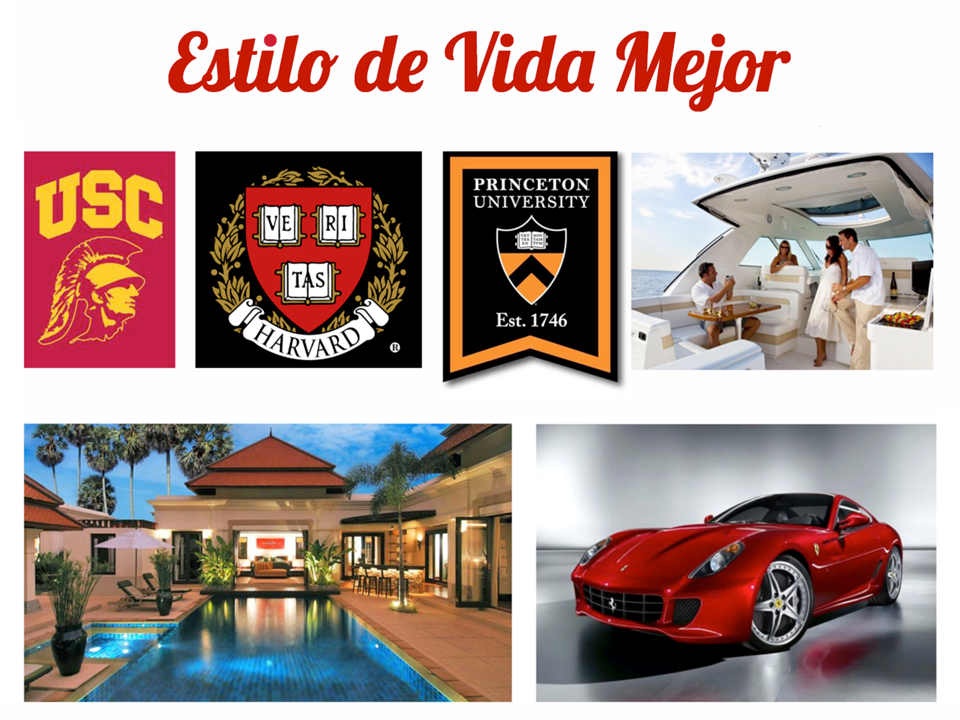 Estilo de Vida Mejor
USC
VE RI
TAS
HARVARD
®
PRINCETON
UNIVERSITY
Est. 1746